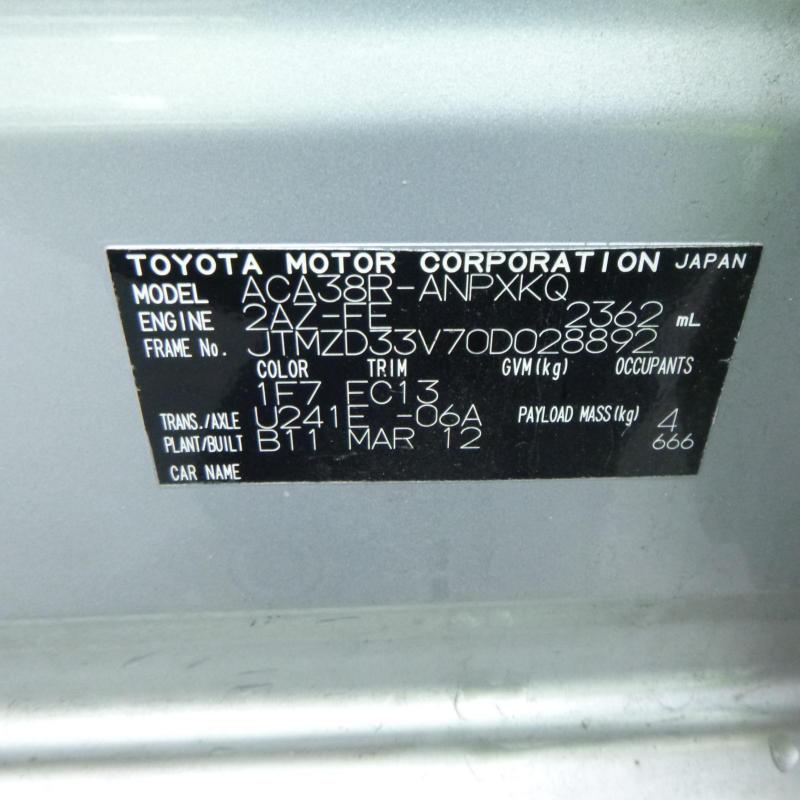 TOYOTA MOTOR CORPORATION JAPAN
MODEL ACA38R-ANPXKQ
ENGINE 2AZ-FE 2362 mL
FRAME No. JTMZD33V70D028892
COLOR TRIM GVM(kg) OCCUPANTS
1F7 FC13
TRANS./AXLE U241E -06A PAYLOAD MASS(kg) 4
PLANT/BUILT B11 MAR 12 666
CAR NAME